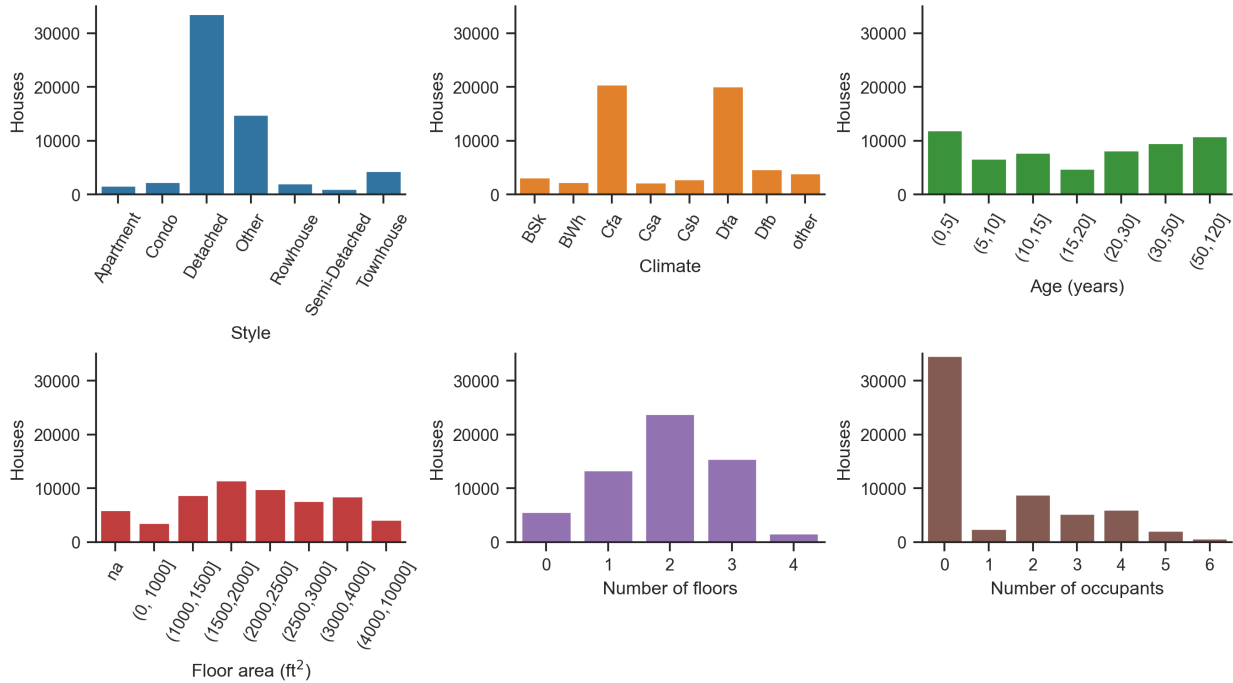 Houses
30000
20000
10000
0
Apartment
Condo
Detached
Other
Rowhouse
Semi-Detached
Townhouse
Style
Houses
30000
20000
10000
0
BSk
BWh
Cfa
Csa
Csb
Dfa
Dfb
other
Climate
Houses
30000
20000
10000
0
(0,5]
(5,10]
(10,15]
(15,20]
(20,30]
(30,50]
(50,120]
Age (years)
Houses
30000
20000
10000
0
na
(0, 1000]
(1000,1500]
(1500,2000]
(2000,2500]
(2500,3000]
(3000,4000]
(4000,10000]
Floor area (ft²)
Houses
30000
20000
10000
0
0 1 2 3 4
Number of floors
Houses
30000
20000
10000
0
0 1 2 3 4 5 6
Number of occupants